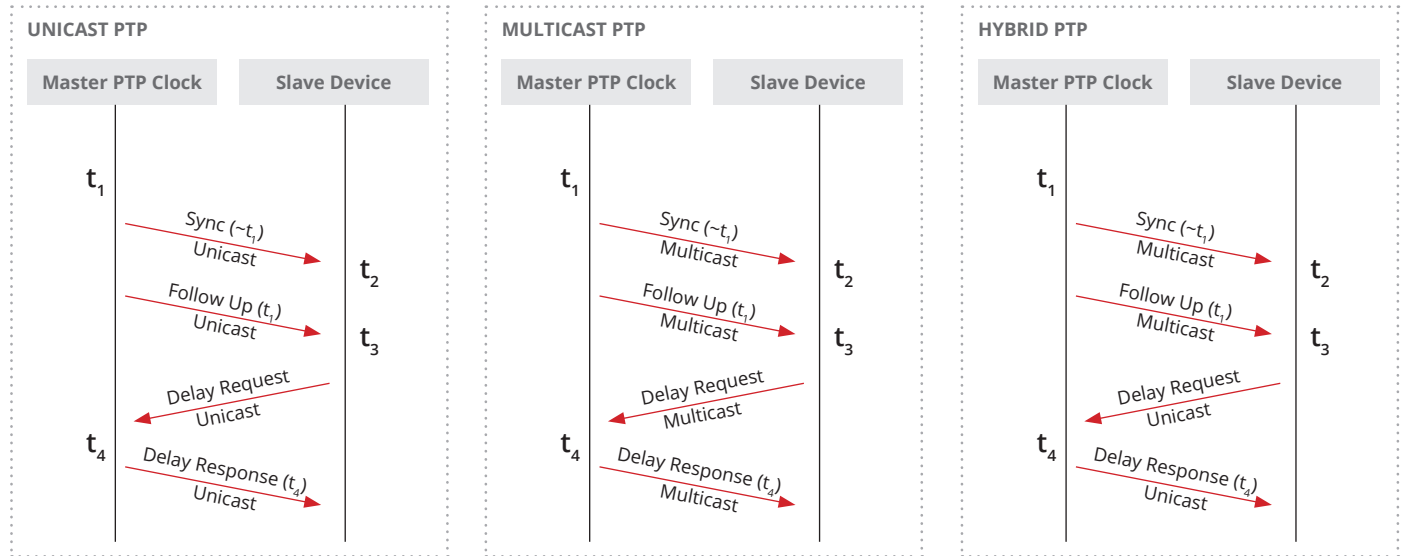 UNICAST PTP
Master PTP Clock
Slave Device
t1
Sync (~t1)
Unicast
t2
Follow Up (t1)
Unicast
t3
Delay Request
Unicast
t4
Delay Response (t4)
Unicast
MULTICAST PTP
Master PTP Clock
Slave Device
t1
Sync (~t1)
Multicast
t2
Follow Up (t1)
Multicast
t3
Delay Request
Multicast
t4
Delay Response (t4)
Multicast
HYBRID PTP
Master PTP Clock
Slave Device
t1
Sync (~t1)
Multicast
t2
Follow Up (t1)
Multicast
t3
Delay Request
Unicast
t4
Delay Response (t4)
Unicast